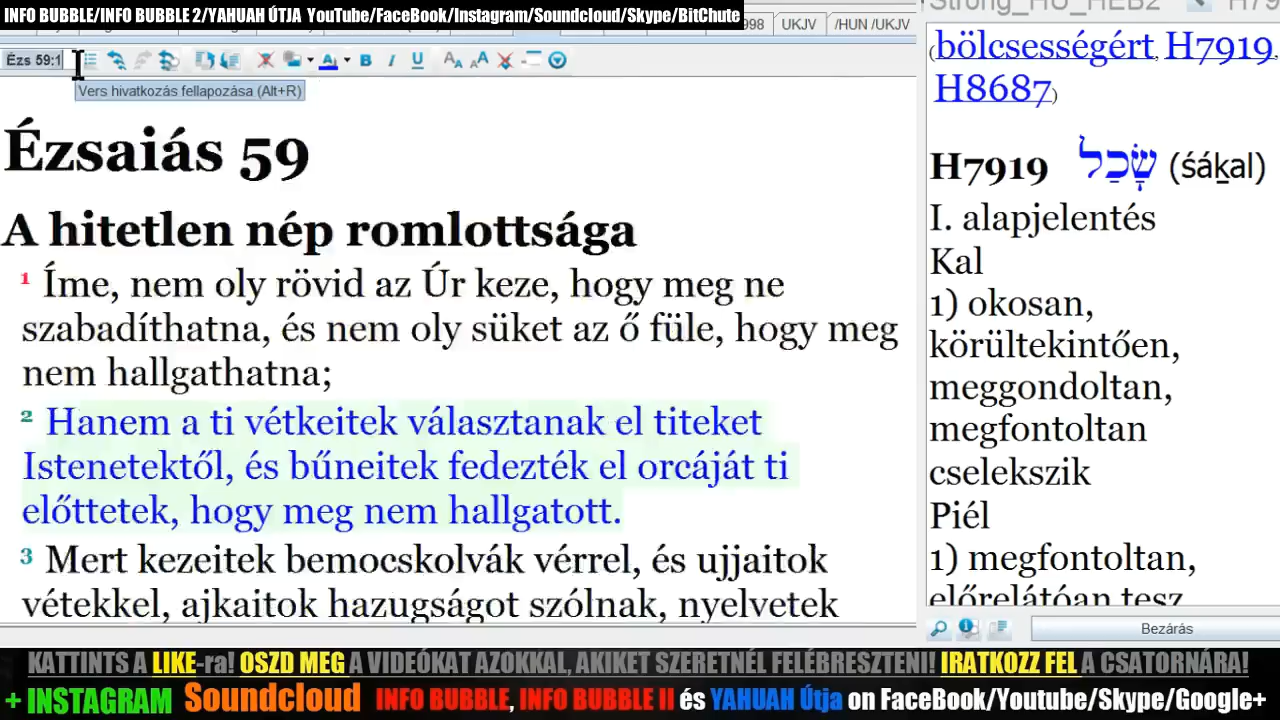 INFO BUBBLE/INFO BUBBLE 2/YAHUAH ÚTJA YouTube/FaceBook/Instagram/Soundcloud/Skype/BitChute
998 UKJV /HUN /UKJV
Ézs 59:1
Vers hivatkozás fellapozása (Alt+R)
Ézsaiás 59
A hitetlen nép romlottsága
1 Íme, nem oly rövid az Úr keze, hogy meg ne
szabadíthatna, és nem oly süket az ő füle, hogy meg
nem hallgathatna;
2 Hanem a ti vétkeitek választanak el titeket
Istenetektől, és bűneitek fedezték el orcáját ti
előttetek, hogy meg nem hallgatott.
3 Mert kezeitek bemocskolvák vérrel, és ujjaitok
vétekkel, ajkaitok hazugságot szólnak, nyelvetek
Strong_HU_HEB2 H79
(bölcsességért, H7919,
H8687)
H7919 שָׂכַל (śáḵal)
I. alapjelentés
Kal
1) okosan,
körültekintően,
meggondoltan,
megfontoltan
cselekszik
Piél
1) megfontoltan,
előrelátóan tesz
Bezárás
KATTINTS A LIKE-ra! OSZD MEG A VIDEÓKAT AZOKKAL, AKIKET SZERETNÉL FELÉBRESZTENI! IRATKOZZ FEL A CSATORNÁRA!
+ INSTAGRAM Soundcloud INFO BUBBLE, INFO BUBBLE II és YAHUAH Útja on FaceBook/Youtube/Skype/Google+